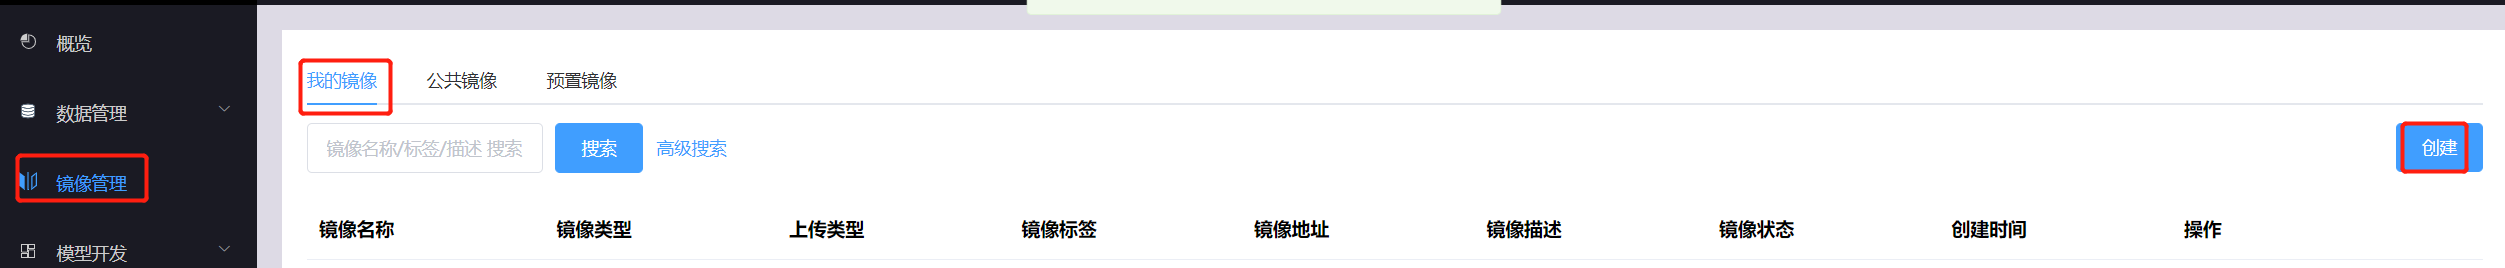 概览
数据管理
镜像管理
模型开发
我的镜像 公共镜像 预置镜像
镜像名称/标签/描述 搜索 搜索 高级搜索 创建
镜像名称 镜像类型 上传类型 镜像标签 镜像地址 镜像描述 镜像状态 创建时间 操作